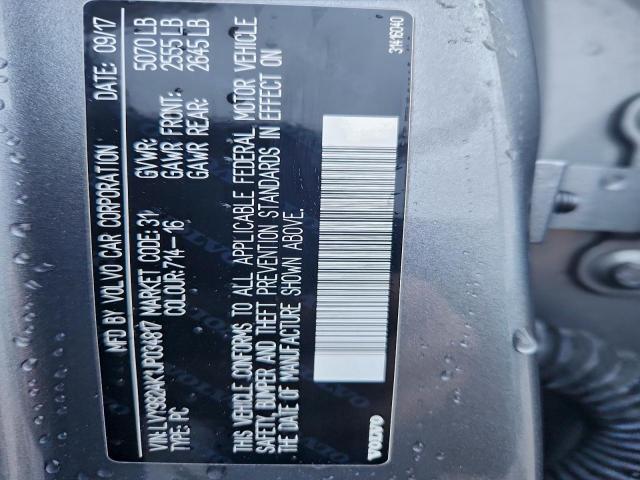 MFD BY VOLVO CAR CORPORATION DATE: 09/17
VIN: LVY982AK1JP034817 MARKET CODE: 31 GVWR: 5070 LB
TYPE: FC COLOUR: 714-16 GAWR FRONT: 2555 LB
GAWR REAR: 2645 LB
THIS VEHICLE CONFORMS TO ALL APPLICABLE FEDERAL MOTOR VEHICLE
SAFETY, BUMPER AND THEFT PREVENTION STANDARDS IN EFFECT ON
THE DATE OF MANUFACTURE SHOWN ABOVE.
VOLVO 31416040